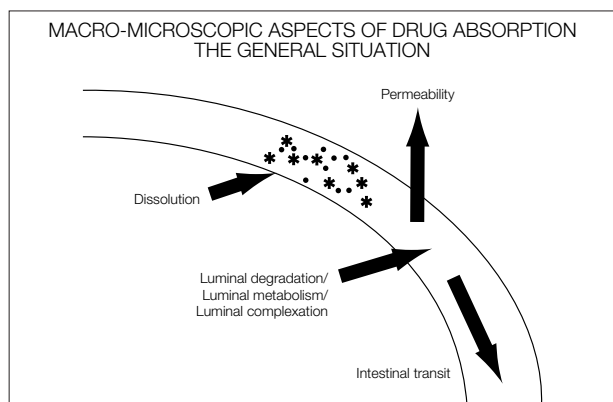 MACRO-MICROSCOPIC ASPECTS OF DRUG ABSORPTION
THE GENERAL SITUATION
Permeability
Dissolution
Luminal degradation/
Luminal metabolism/
Luminal complexation
Intestinal transit